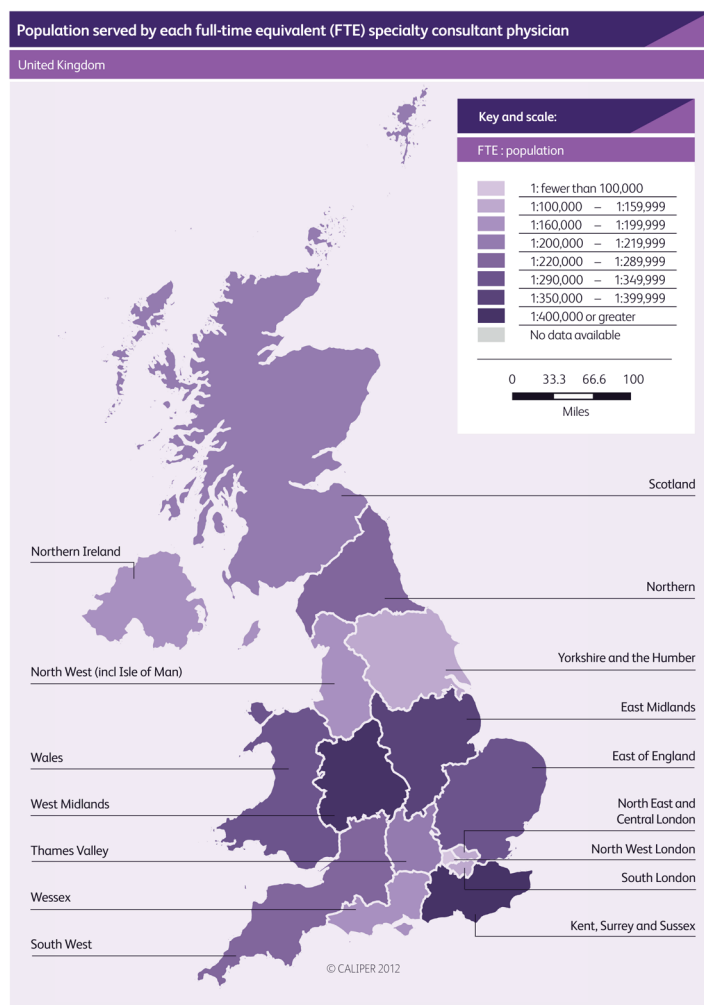 Population served by each full-time equivalent (FTE) specialty consultant physician
United Kingdom
Key and scale:
FTE : population
1: fewer than 100,000
1:100,000 – 1:159,999
1:160,000 – 1:199,999
1:200,000 – 1:219,999
1:220,000 – 1:289,999
1:290,000 – 1:349,999
1:350,000 – 1:399,999
1:400,000 or greater
No data available
0 33.3 66.6 100
Miles
Scotland
Northern Ireland
Northern
Yorkshire and the Humber
North West (incl Isle of Man)
East Midlands
East of England
Wales
West Midlands
North East and
Central London
Thames Valley
North West London
South London
Wessex
Kent, Surrey and Sussex
South West
© CALIPER 2012